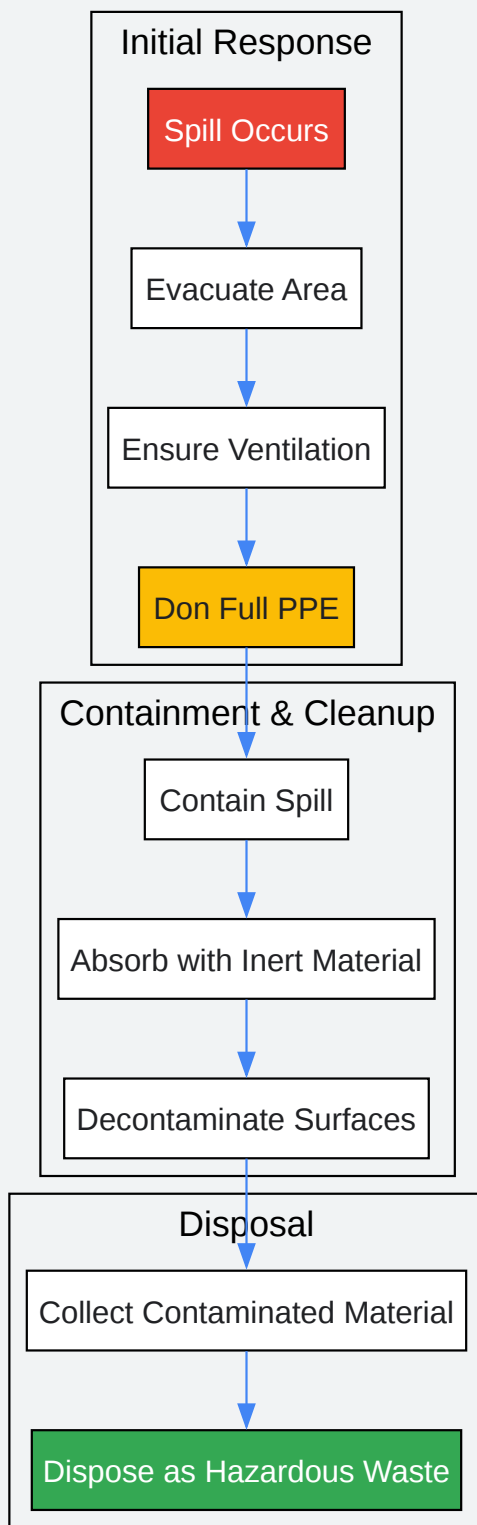 Initial Response
Spill Occurs
Evacuate Area
Ensure Ventilation
Don Full PPE
Containment & Cleanup
Contain Spill
Absorb with Inert Material
Decontaminate Surfaces
Disposal
Collect Contaminated Material
Dispose as Hazardous Waste